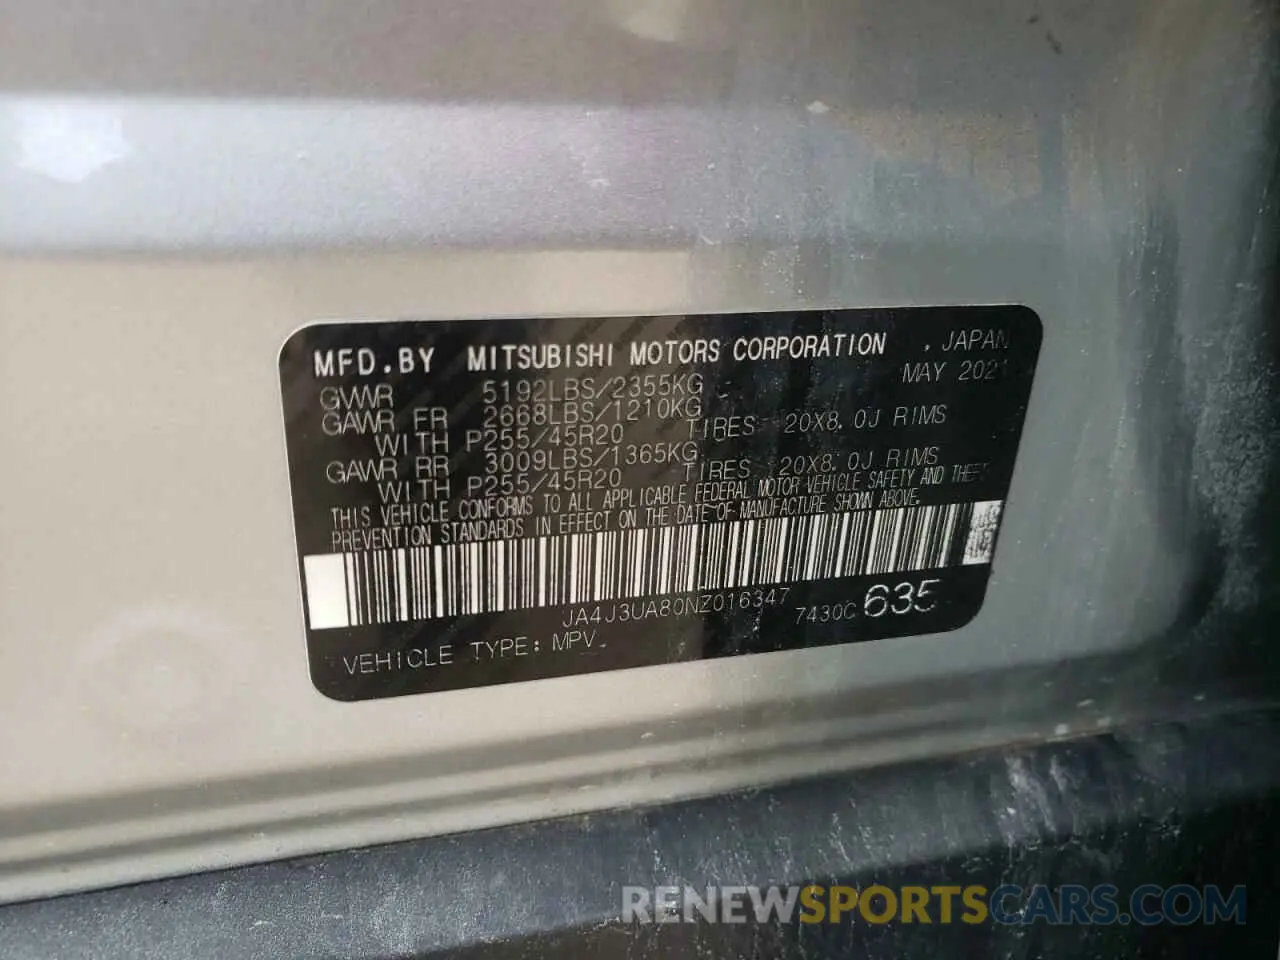 MFD.BY MITSUBISHI MOTORS CORPORATION . JAPAN
MAY 2021
GVWR 5192LBS/2355KG
GAWR FR 2668LBS/1210KG
WITH P255/45R20 TIRES 20X8.0J RIMS
GAWR RR 3009LBS/1365KG
WITH P255/45R20 TIRES 20X8.0J RIMS
THIS VEHICLE CONFORMS TO ALL APPLICABLE FEDERAL MOTOR VEHICLE SAFETY AND THEFT
PREVENTION STANDARDS IN EFFECT ON THE DATE OF MANUFACTURE SHOWN ABOVE.
JA4J3UA80NZ016347
7430C 635
VEHICLE TYPE: MPV.
RENEWSPORTSCARS.COM